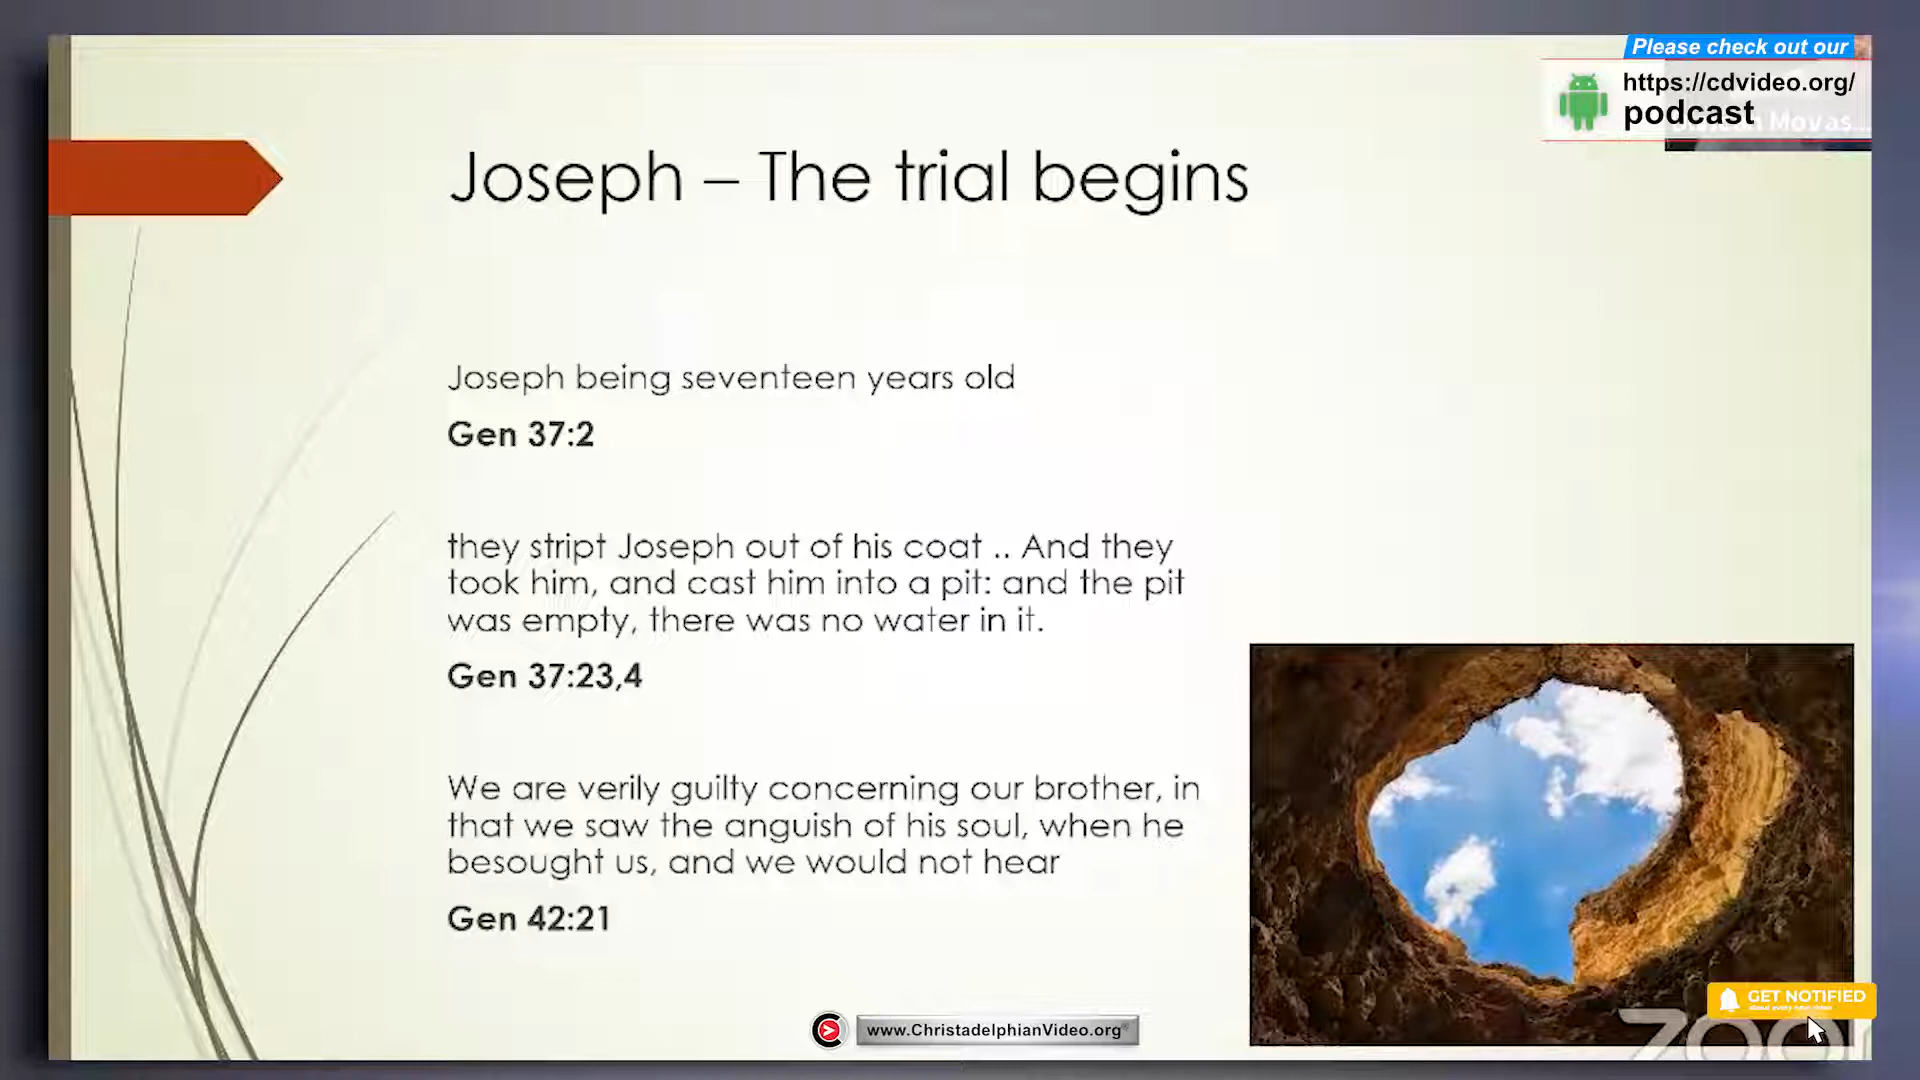 Please check out our
https://cdvideo.org/
podcast
Joseph – The trial begins
Joseph being seventeen years old
Gen 37:2
they stript Joseph out of his coat .. And they
took him, and cast him into a pit: and the pit
was empty, there was no water in it.
Gen 37:23,4
We are verily guilty concerning our brother, in
that we saw the anguish of his soul, when he
besought us, and we would not hear
Gen 42:21
GET NOTIFIED
www.ChristadelphianVideo.org